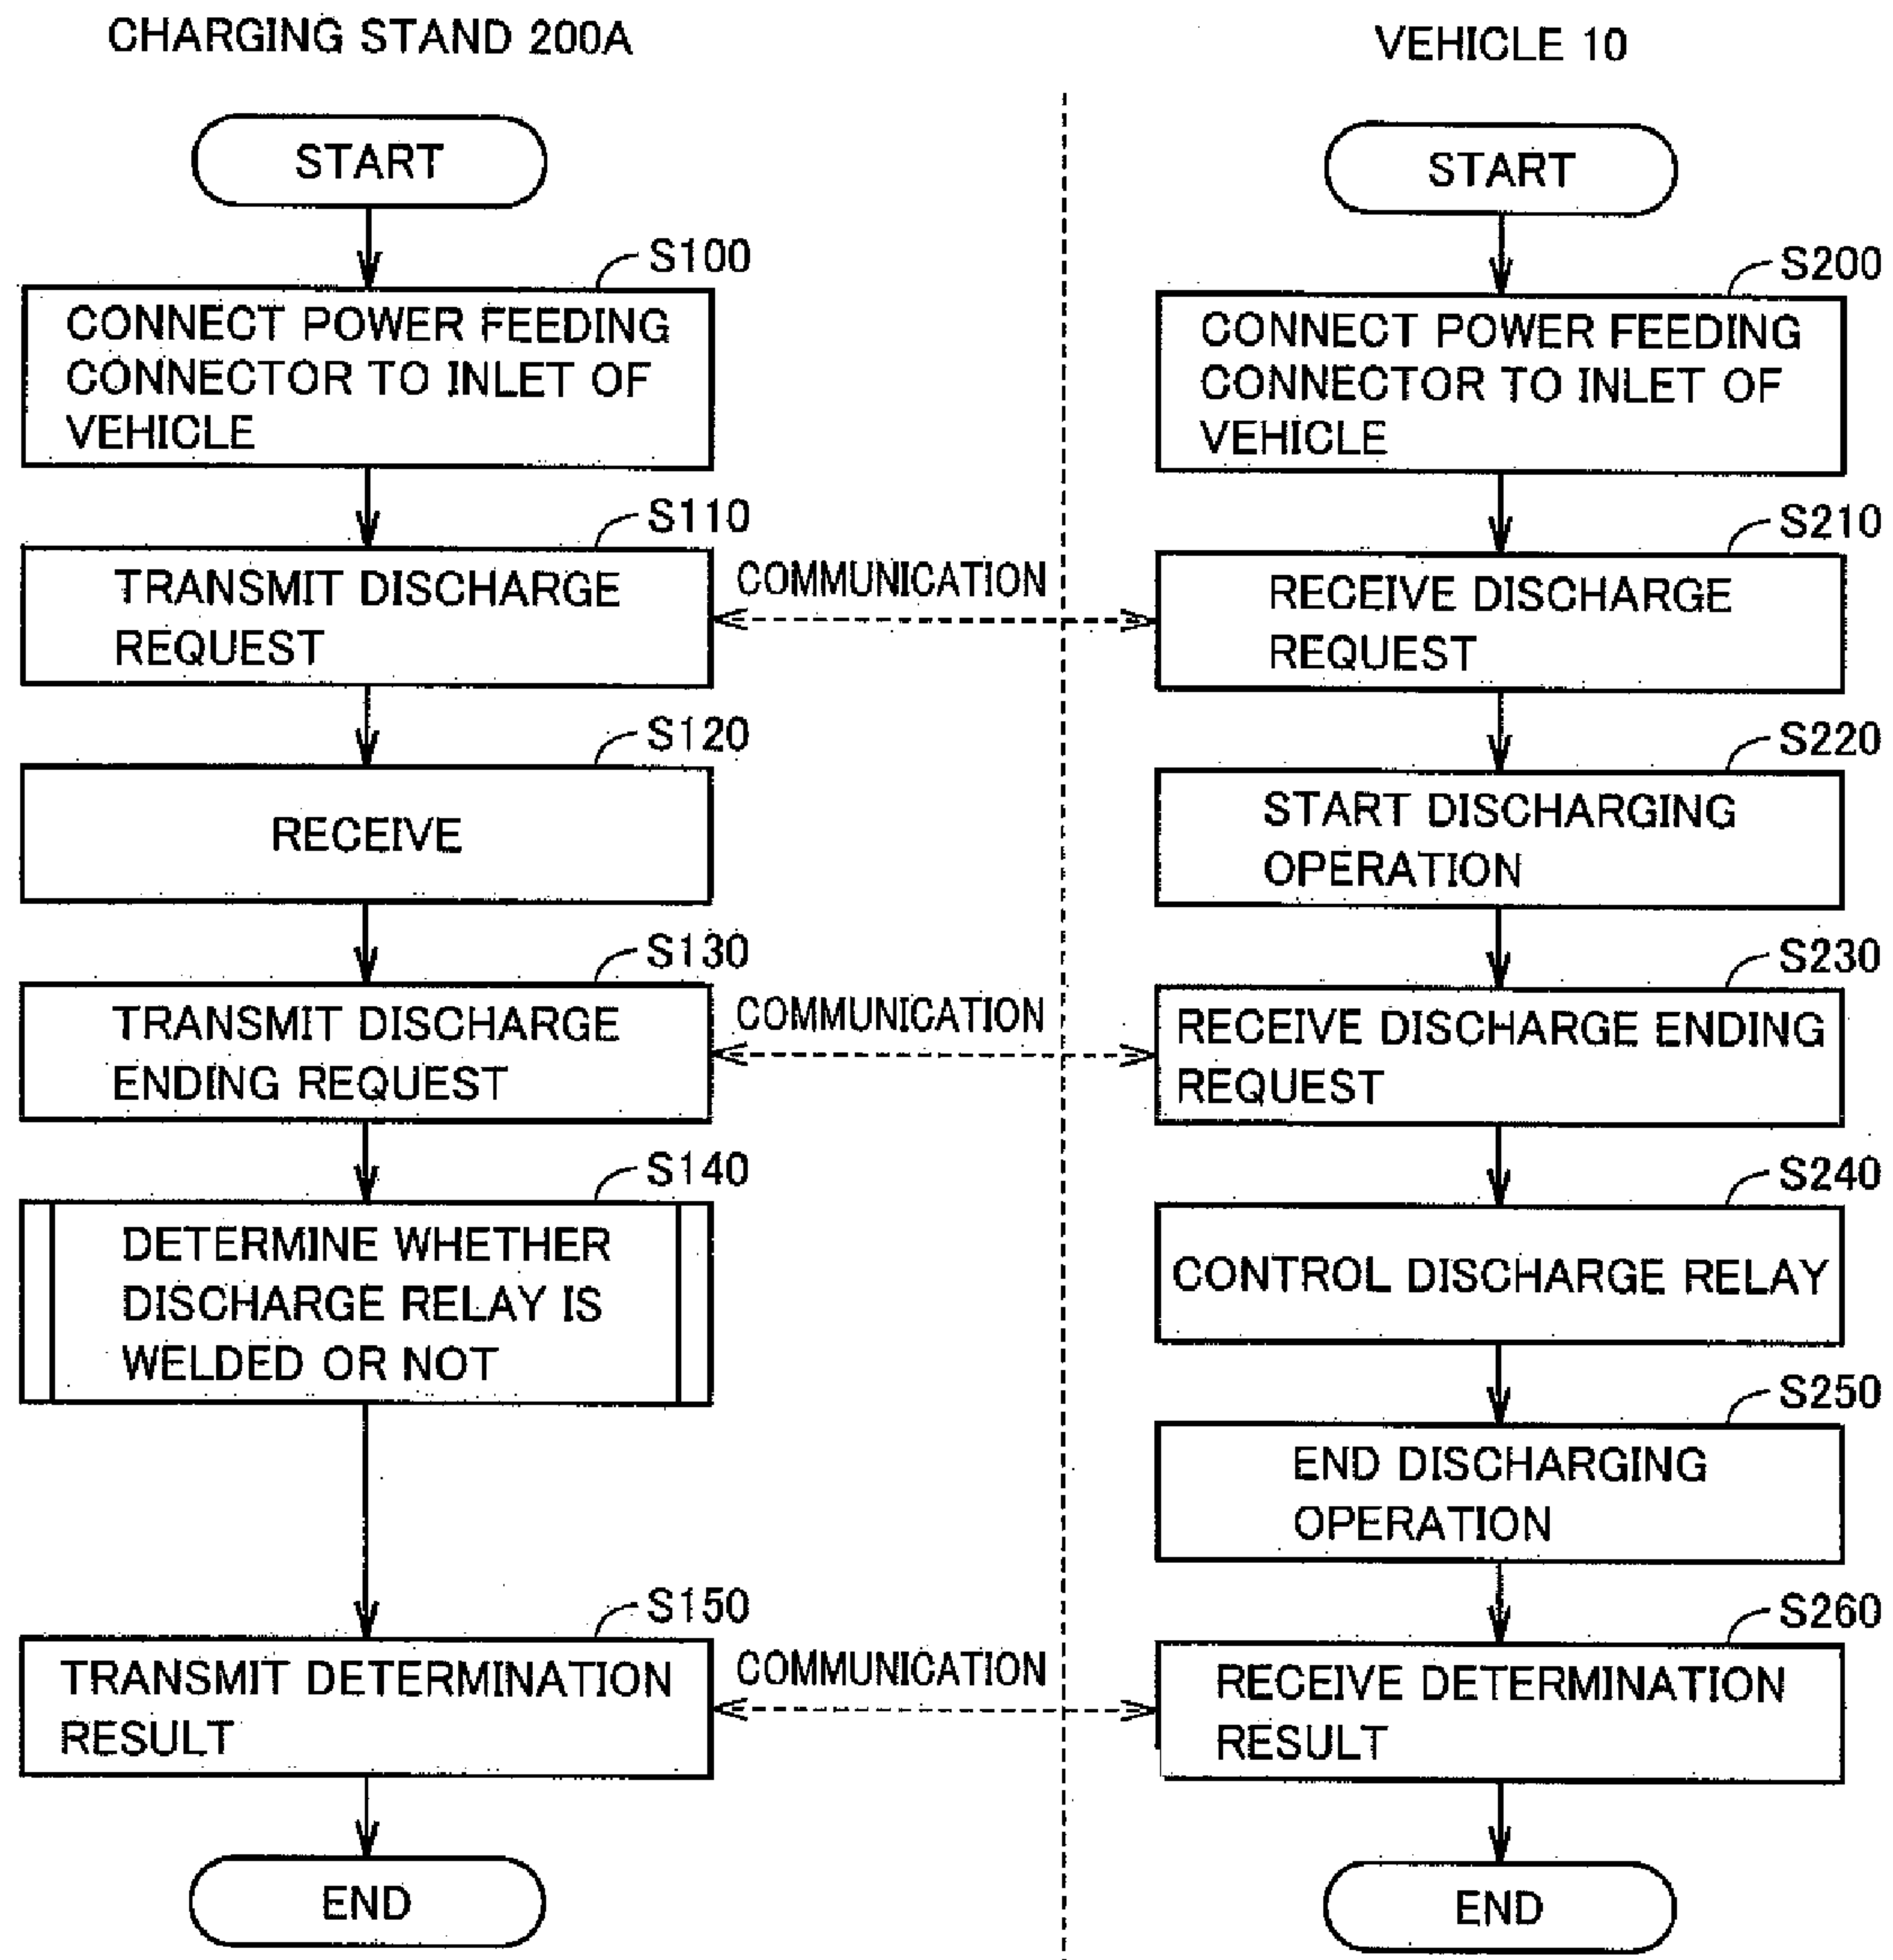 CHARGING STAND 200A
START
S100
CONNECT POWER FEEDING
CONNECTOR TO INLET OF
VEHICLE
S110
TRANSMIT DISCHARGE
REQUEST
S120
RECEIVE
S130
TRANSMIT DISCHARGE
ENDING REQUEST
S140
DETERMINE WHETHER
DISCHARGE RELAY IS
WELDED OR NOT
S150
TRANSMIT DETERMINATION
RESULT
END
COMMUNICATION
COMMUNICATION
COMMUNICATION
VEHICLE 10
START
S200
CONNECT POWER FEEDING
CONNECTOR TO INLET OF
VEHICLE
S210
RECEIVE DISCHARGE
REQUEST
S220
START DISCHARGING
OPERATION
S230
RECEIVE DISCHARGE ENDING
REQUEST
S240
CONTROL DISCHARGE RELAY
S250
END DISCHARGING
OPERATION
S260
RECEIVE DETERMINATION
RESULT
END